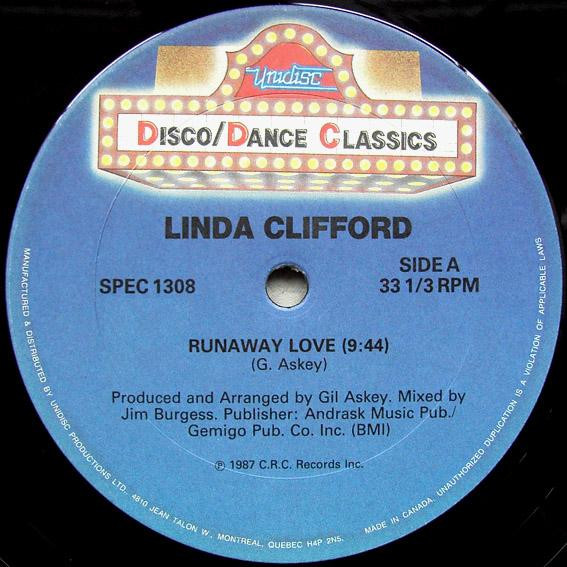 Unidisc
DISCO/DANCE CLASSICS
LINDA CLIFFORD
SPEC 1308
SIDE A
33 1/3 RPM
RUNAWAY LOVE (9:44)
(G. Askey)
Produced and Arranged by Gil Askey. Mixed by
Jim Burgess. Publisher: Andrask Music Pub./
Gemigo Pub. Co. Inc. (BMI)
℗ 1987 C.R.C. Records Inc.
MANUFACTURED & DISTRIBUTED BY UNIDISC PRODUCTIONS LTD. 4810 JEAN TALON W., MONTREAL, QUEBEC H4P 2N5. MADE IN CANADA. UNAUTHORIZED DUPLICATION IS A VIOLATION OF APPLICABLE LAWS